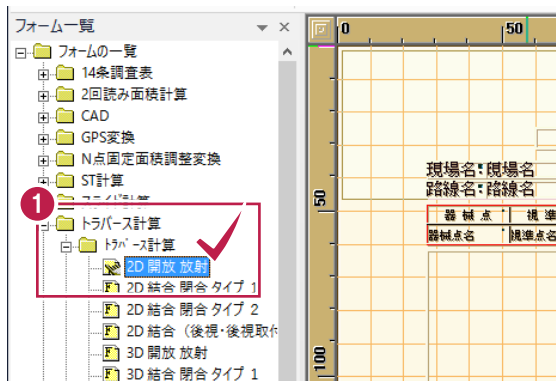 フォーム一覧
フォームの一覧
14条調査表
2回読み面積計算
CAD
GPS変換
N点固定面積調整変換
ST計算
1
トラバース計算
トラバース計算
2D 開放 放射
2D 結合 閉合 タイプ 1
2D 結合 閉合 タイプ 2
2D 結合（後視・後視取付
3D 開放 放射
3D 結合 閉合 タイプ 1
0 50
現場名:現場名
路線名:路線名
50
器 械 点 視 準
器械点名 視準点名
100